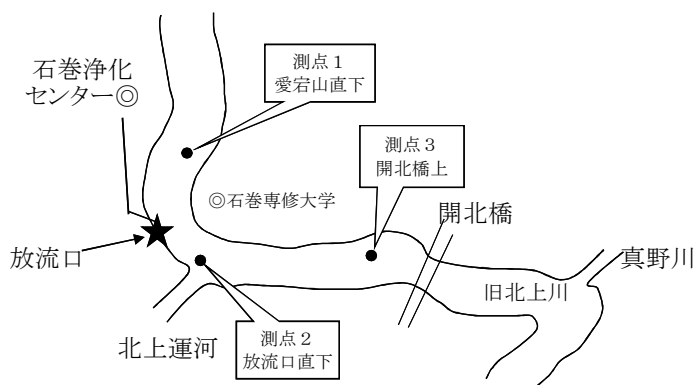 石巻浄化
センター◎
測点1
愛宕山直下
測点3
開北橋上
◎石巻専修大学
開北橋
放流口
真野川
旧北上川
北上運河
測点2
放流口直下